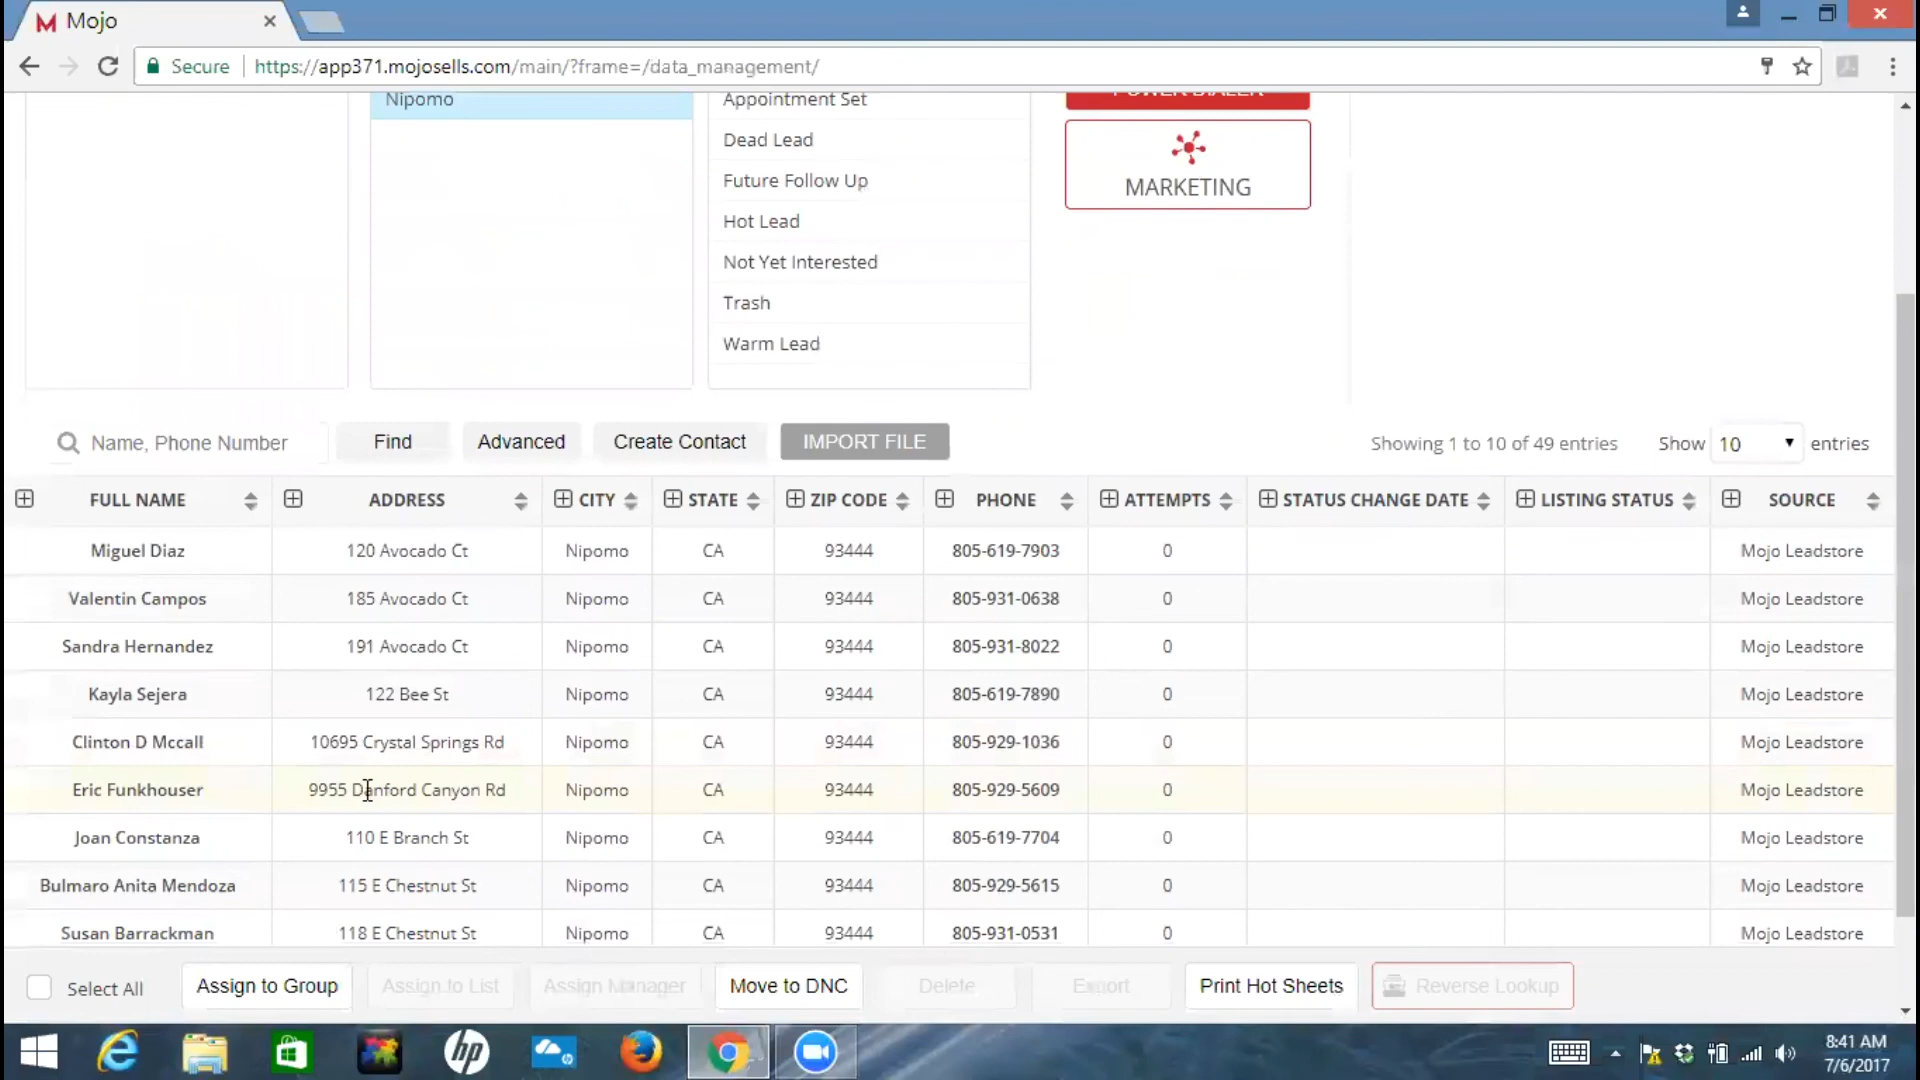 Mojo
Secure https://app371.mojosells.com/main/?frame=/data_management/
Nipomo
Appointment Set
POWER DIALER
Dead Lead
Future Follow Up
Hot Lead
Not Yet Interested
Trash
Warm Lead
MARKETING
Name, Phone Number Find Advanced Create Contact IMPORT FILE Showing 1 to 10 of 49 entries Show 10 entries
FULL NAME ADDRESS CITY STATE ZIP CODE PHONE ATTEMPTS STATUS CHANGE DATE LISTING STATUS SOURCE
Miguel Diaz 120 Avocado Ct Nipomo CA 93444 805-619-7903 0 Mojo Leadstore
Valentin Campos 185 Avocado Ct Nipomo CA 93444 805-931-0638 0 Mojo Leadstore
Sandra Hernandez 191 Avocado Ct Nipomo CA 93444 805-931-8022 0 Mojo Leadstore
Kayla Sejera 122 Bee St Nipomo CA 93444 805-619-7890 0 Mojo Leadstore
Clinton D Mccall 10695 Crystal Springs Rd Nipomo CA 93444 805-929-1036 0 Mojo Leadstore
Eric Funkhouser 9955 Danford Canyon Rd Nipomo CA 93444 805-929-5609 0 Mojo Leadstore
Joan Constanza 110 E Branch St Nipomo CA 93444 805-619-7704 0 Mojo Leadstore
Bulmaro Anita Mendoza 115 E Chestnut St Nipomo CA 93444 805-929-5615 0 Mojo Leadstore
Susan Barrackman 118 E Chestnut St Nipomo CA 93444 805-931-0531 0 Mojo Leadstore
Select All Assign to Group Assign to List Assign Manager Move to DNC Delete Export Print Hot Sheets Reverse Lookup
hp
8:41 AM
7/6/2017